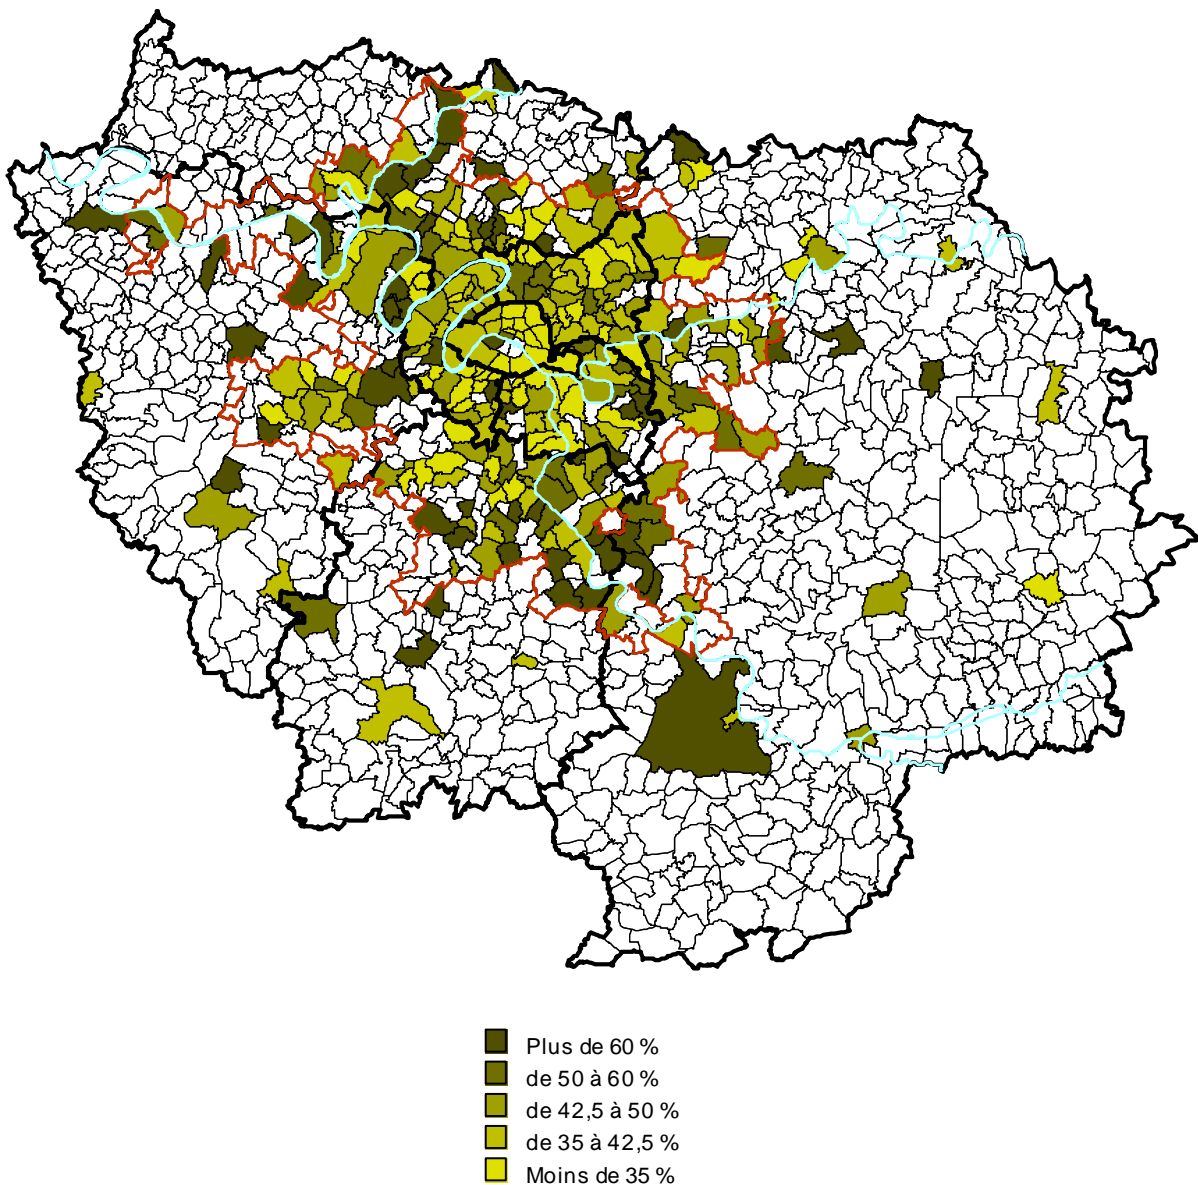 Plus de 60 %
de 50 à 60 %
de 42,5 à 50 %
de 35 à 42,5 %
Moins de 35 %